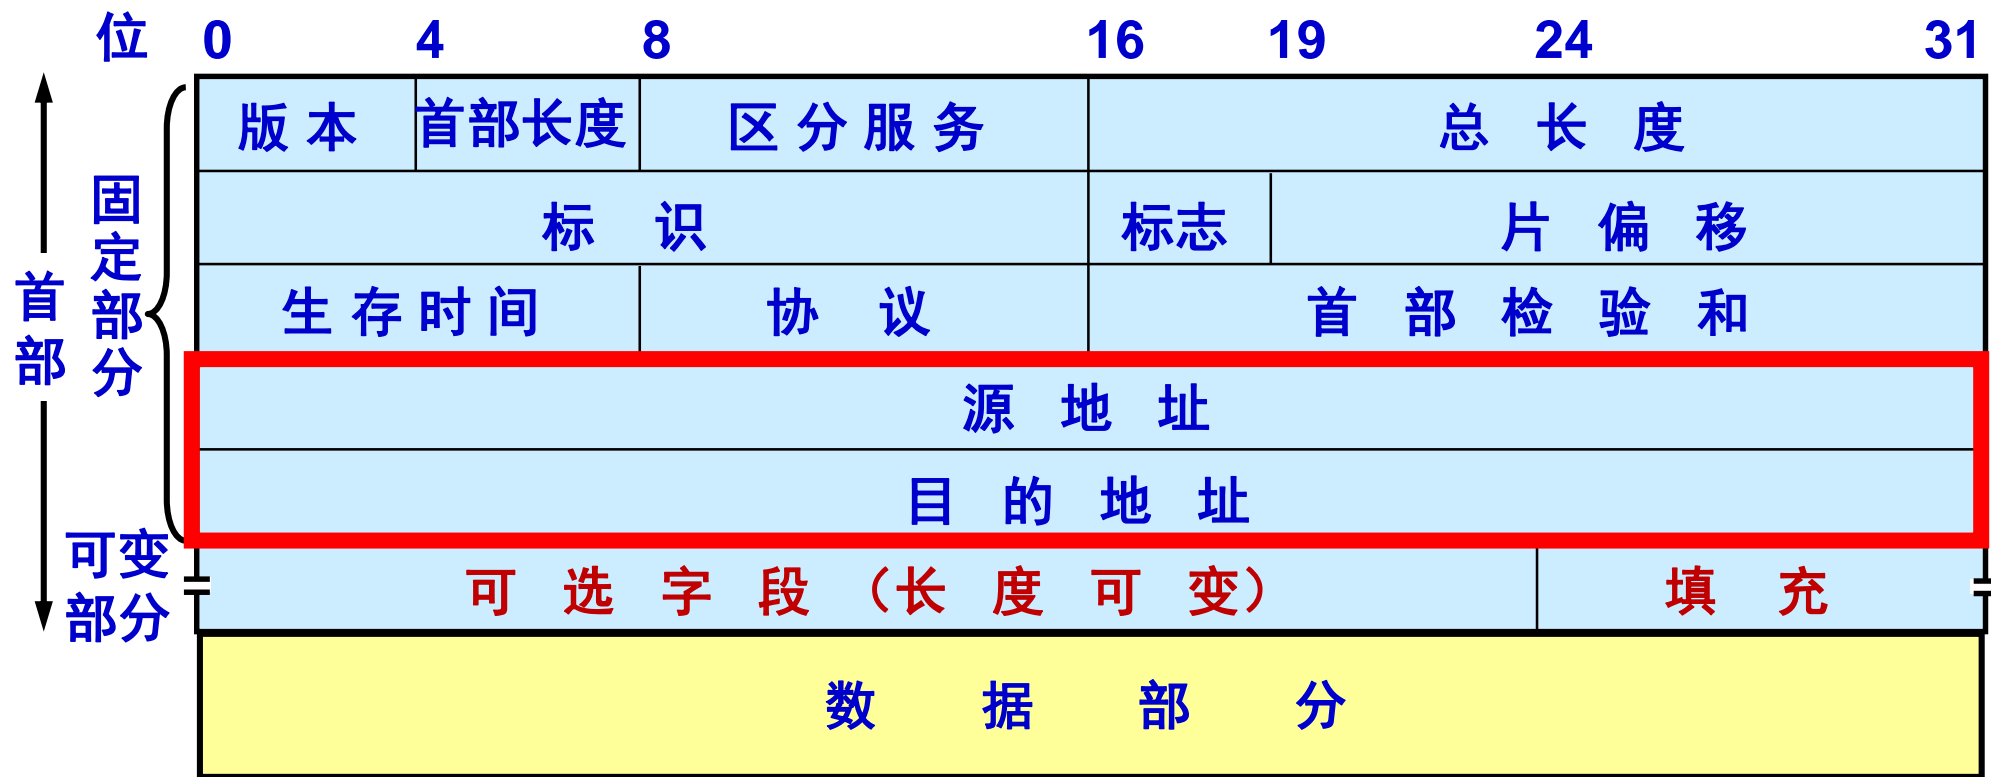 位 0 4 8 16 19 24 31
版本 首部长度 区分服务 总长度
标识 标志 片偏移
生存时间 协议 首部检验和
源地址
目的地址
可选字段（长度可变） 填充
数据部分
首部
固定部分
可变
部分